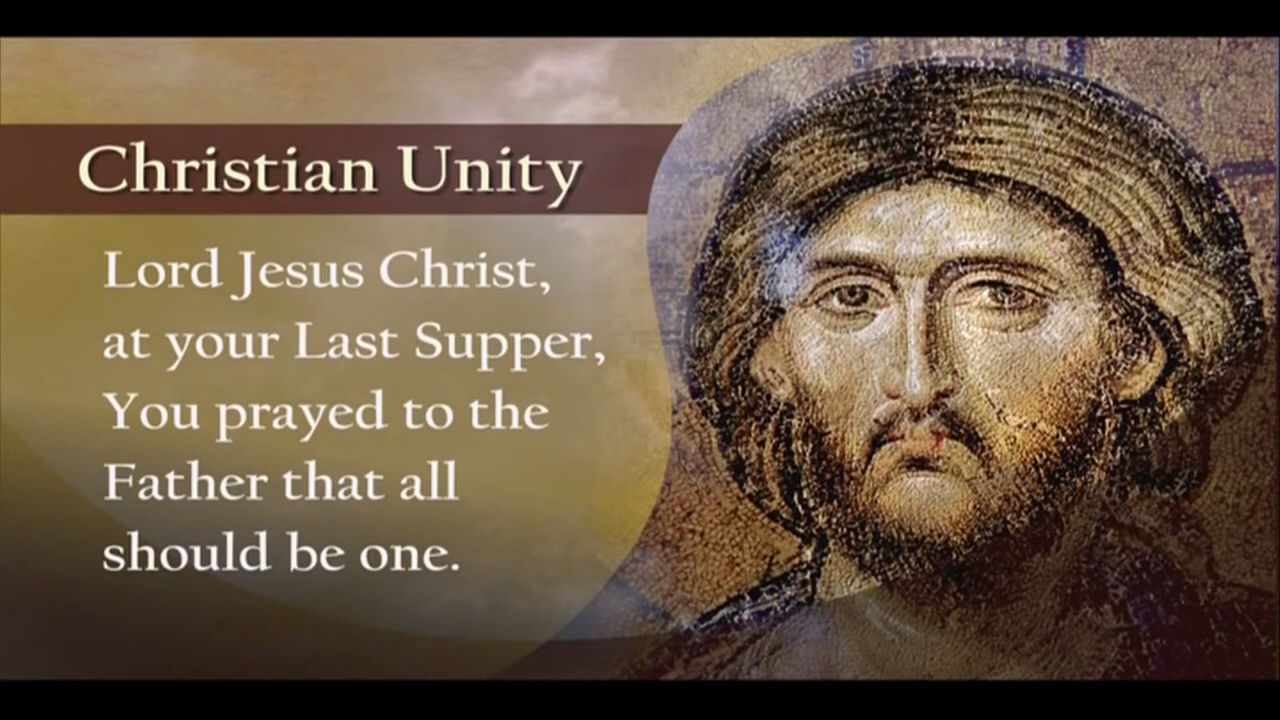 Christian Unity
Lord Jesus Christ,
at your Last Supper,
You prayed to the
Father that all
should be one.